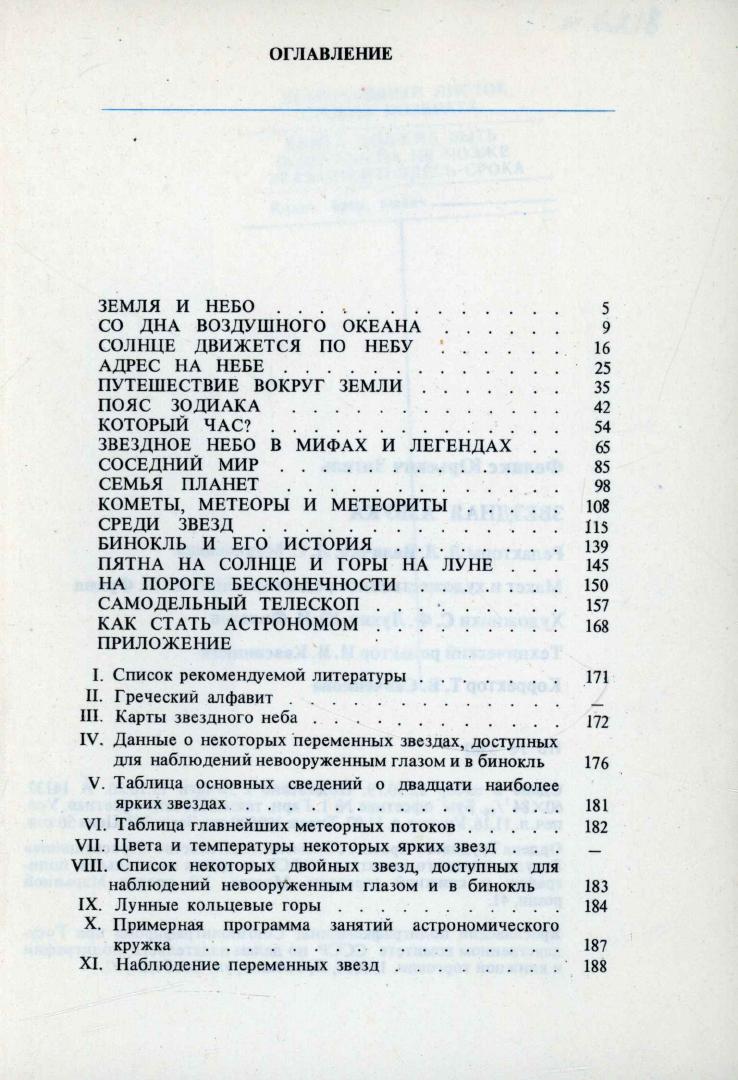 ОГЛАВЛЕНИЕ
ЗЕМЛЯ И НЕБО . . . . . . . . . . . . . . 5
СО ДНА ВОЗДУШНОГО ОКЕАНА . . . . . . 9
СОЛНЦЕ ДВИЖЕТСЯ ПО НЕБУ . . . . . . 16
АДРЕС НА НЕБЕ . . . . . . . . . . . . . 25
ПУТЕШЕСТВИЕ ВОКРУГ ЗЕМЛИ . . . . . . . 35
ПОЯС ЗОДИАКА . . . . . . . . . . . . . . 42
КОТОРЫЙ ЧАС? . . . . . . . . . . . . . . 54
ЗВЕЗДНОЕ НЕБО В МИФАХ И ЛЕГЕНДАХ . . 65
СОСЕДНИЙ МИР . . . . . . . . . . . . . . 85
СЕМЬЯ ПЛАНЕТ . . . . . . . . . . . . . 98
КОМЕТЫ, МЕТЕОРЫ И МЕТЕОРИТЫ . . . . . 108
СРЕДИ ЗВЕЗД . . . . . . . . . . . . . . 115
БИНОКЛЬ И ЕГО ИСТОРИЯ . . . . . . . . 139
ПЯТНА НА СОЛНЦЕ И ГОРЫ НА ЛУНЕ . . . 145
НА ПОРОГЕ БЕСКОНЕЧНОСТИ . . . . . . . 150
САМОДЕЛЬНЫЙ ТЕЛЕСКОП . . . . . . . . . 157
КАК СТАТЬ АСТРОНОМОМ . . . . . . . . . 168
ПРИЛОЖЕНИЕ
I. Список рекомендуемой литературы . . . . . . 171
II. Греческий алфавит . . . . . . . . . . . . . —
III. Карты звездного неба . . . . . . . . . . . . 172
IV. Данные о некоторых переменных звездах, доступных
для наблюдений невооруженным глазом и в бинокль 176
V. Таблица основных сведений о двадцати наиболее
ярких звездах . . . . . . . . . . . . . . . 181
VI. Таблица главнейших метеорных потоков . . . . . 182
VII. Цвета и температуры некоторых ярких звезд . . . —
VIII. Список некоторых двойных звезд, доступных для
наблюдений невооруженным глазом и в бинокль 183
IX. Лунные кольцевые горы . . . . . . . . . . . 184
X. Примерная программа занятий астрономического
кружка . . . . . . . . . . . . . . . . . . 187
XI. Наблюдение переменных звезд . . . . . . . . . 188